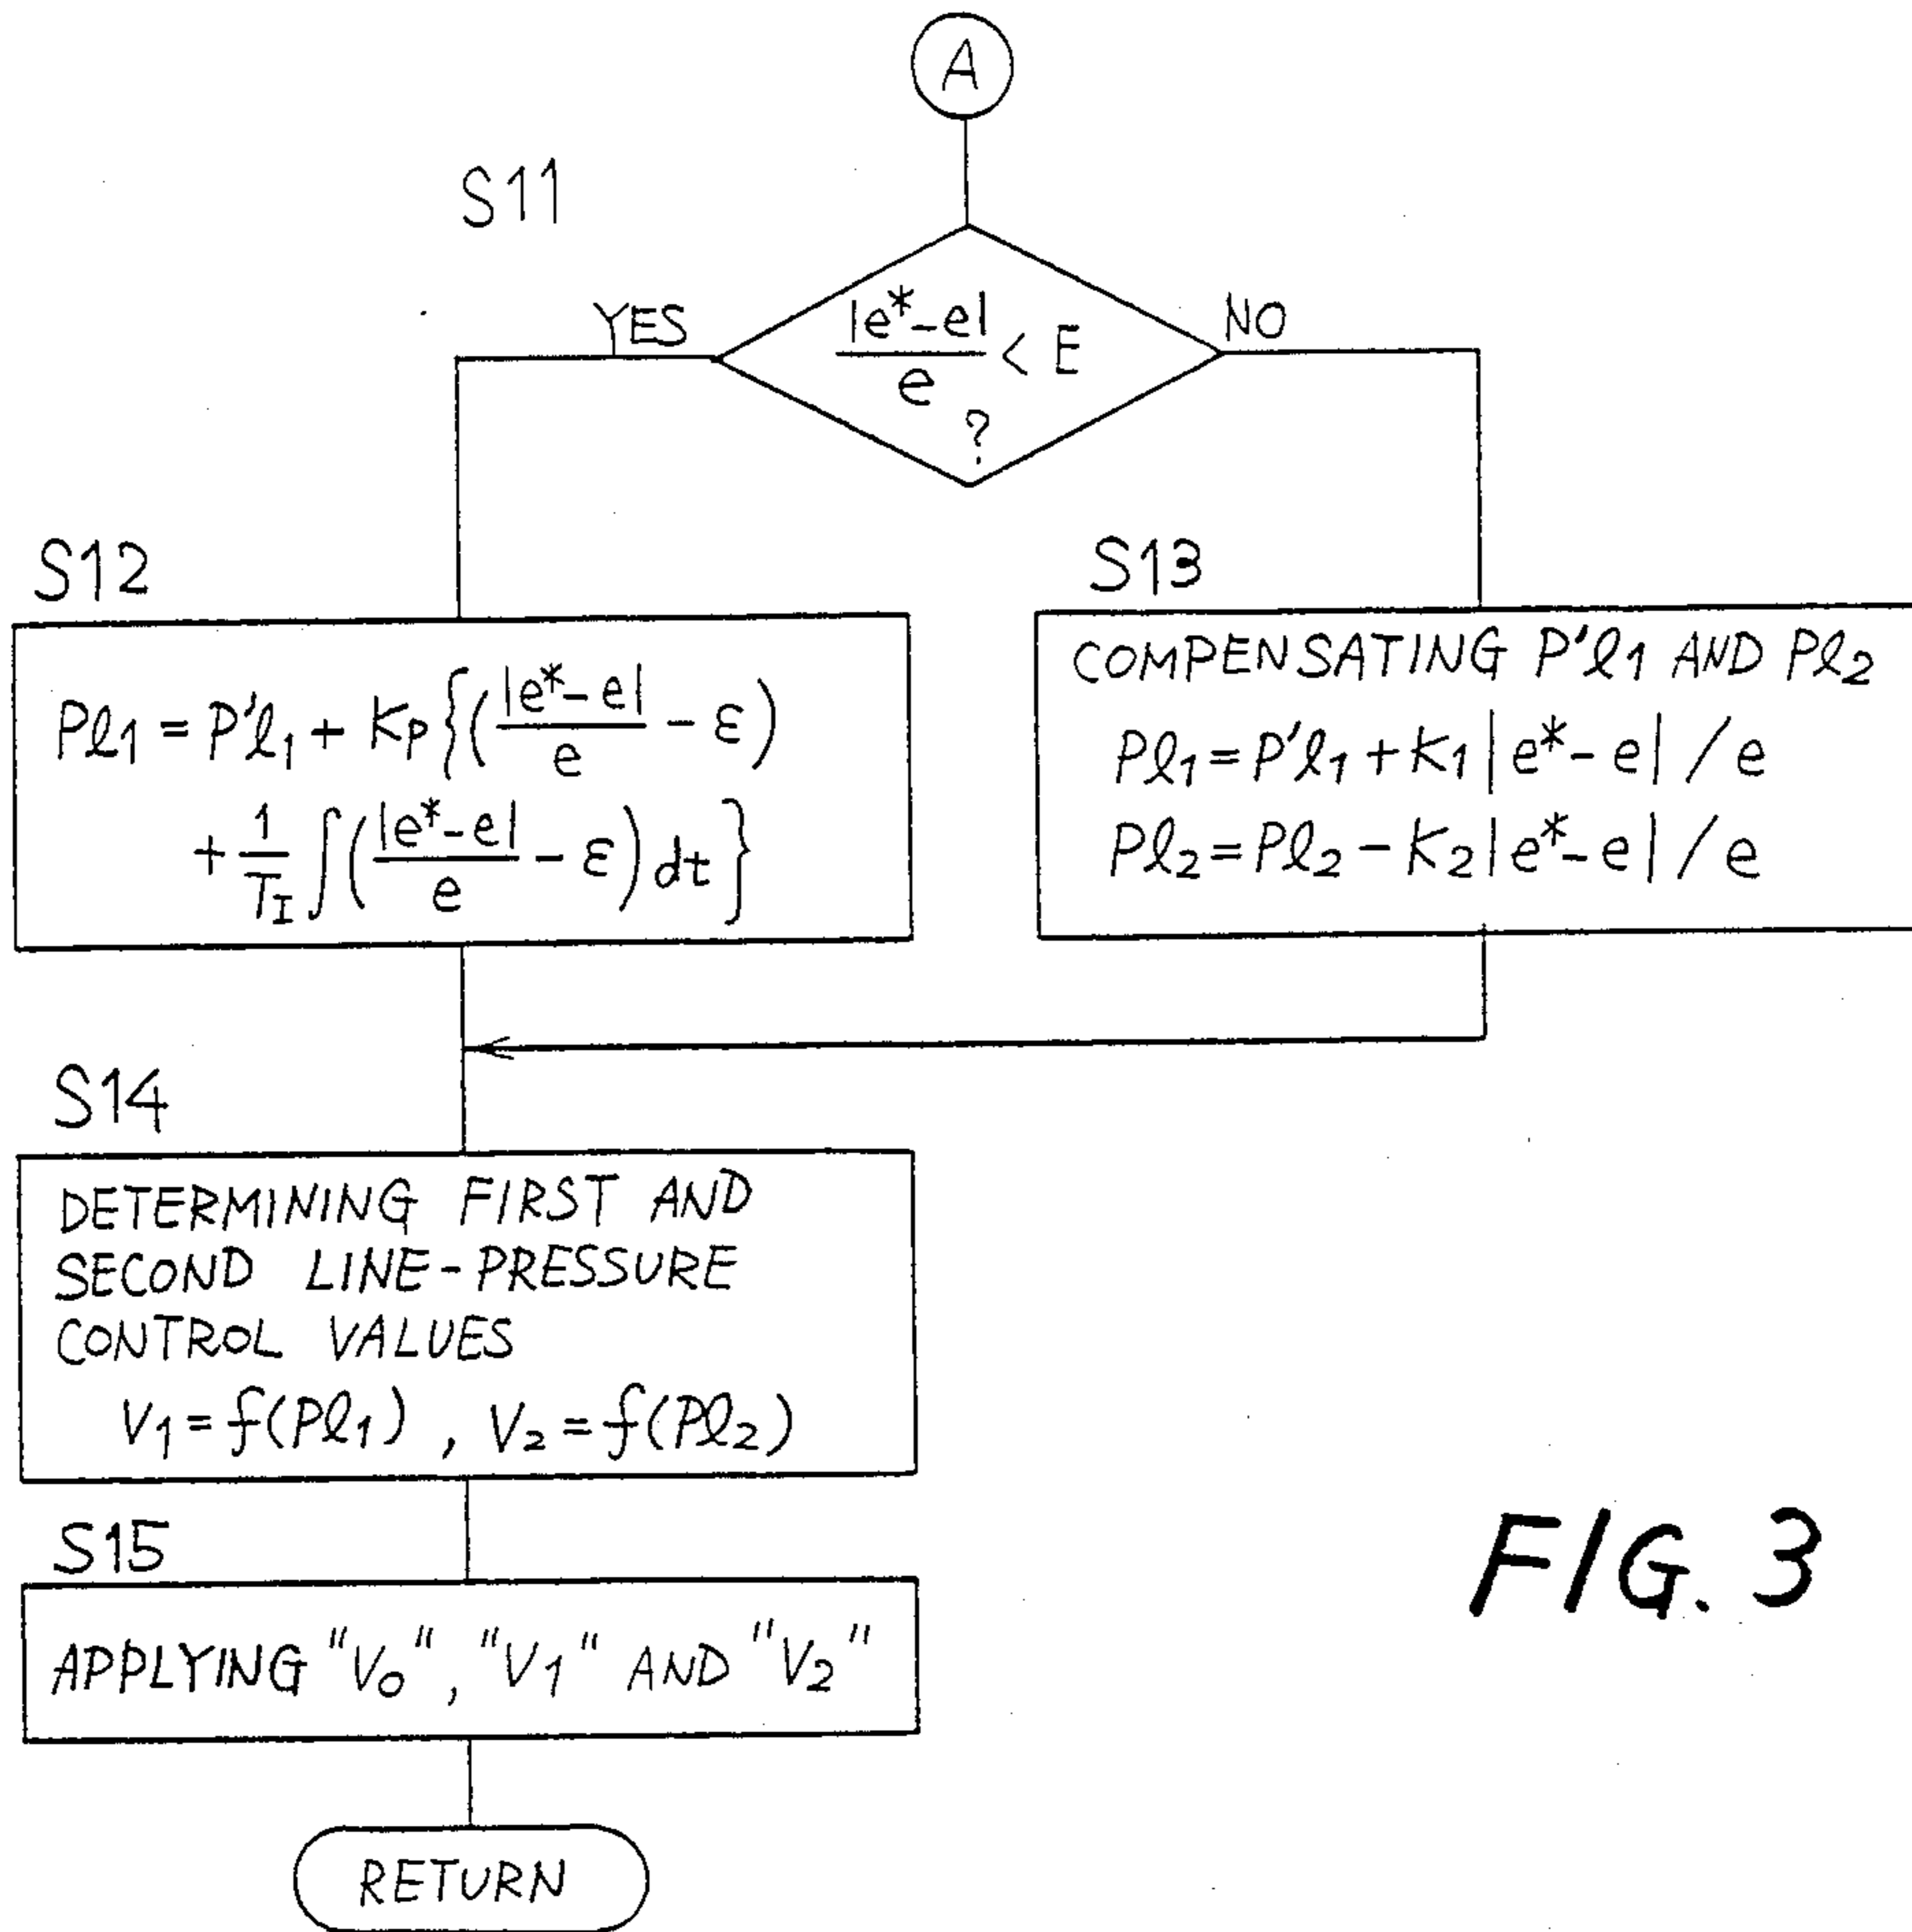 A
S11
YES
|e*-e|/e < E
NO
?
S12
Pℓ1 = P'ℓ1 + KP{(|e*-e|/e - ε)
+ 1/TI ∫(|e*-e|/e - ε) dt}
S13
COMPENSATING P'ℓ1 AND Pℓ2
Pℓ1 = P'ℓ1 + K1|e*-e| / e
Pℓ2 = Pℓ2 - K2|e*-e| / e
S14
DETERMINING FIRST AND
SECOND LINE-PRESSURE
CONTROL VALUES
V1 = f(Pℓ1) , V2 = f(Pℓ2)
S15
APPLYING "V0", "V1" AND "V2"
RETURN
FIG. 3